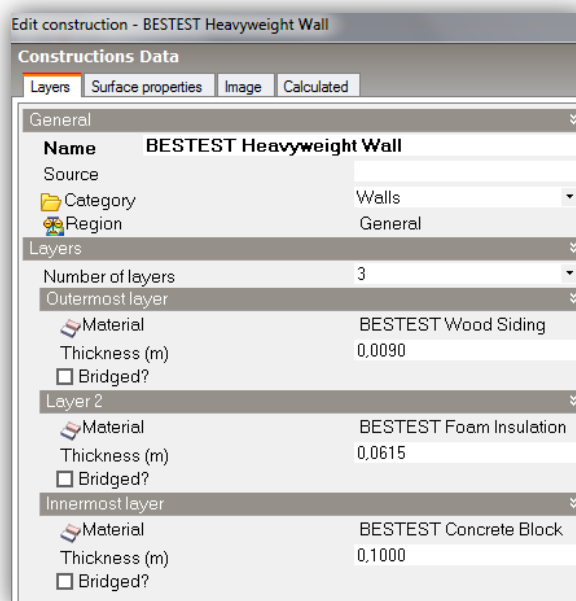 Edit construction - BESTEST Heavyweight Wall
Constructions Data
Layers Surface properties Image Calculated
General
Name BESTEST Heavyweight Wall
Source
Category Walls
Region General
Layers
Number of layers 3
Outermost layer
Material BESTEST Wood Siding
Thickness (m) 0,0090
Bridged?
Layer 2
Material BESTEST Foam Insulation
Thickness (m) 0,0615
Bridged?
Innermost layer
Material BESTEST Concrete Block
Thickness (m) 0,1000
Bridged?